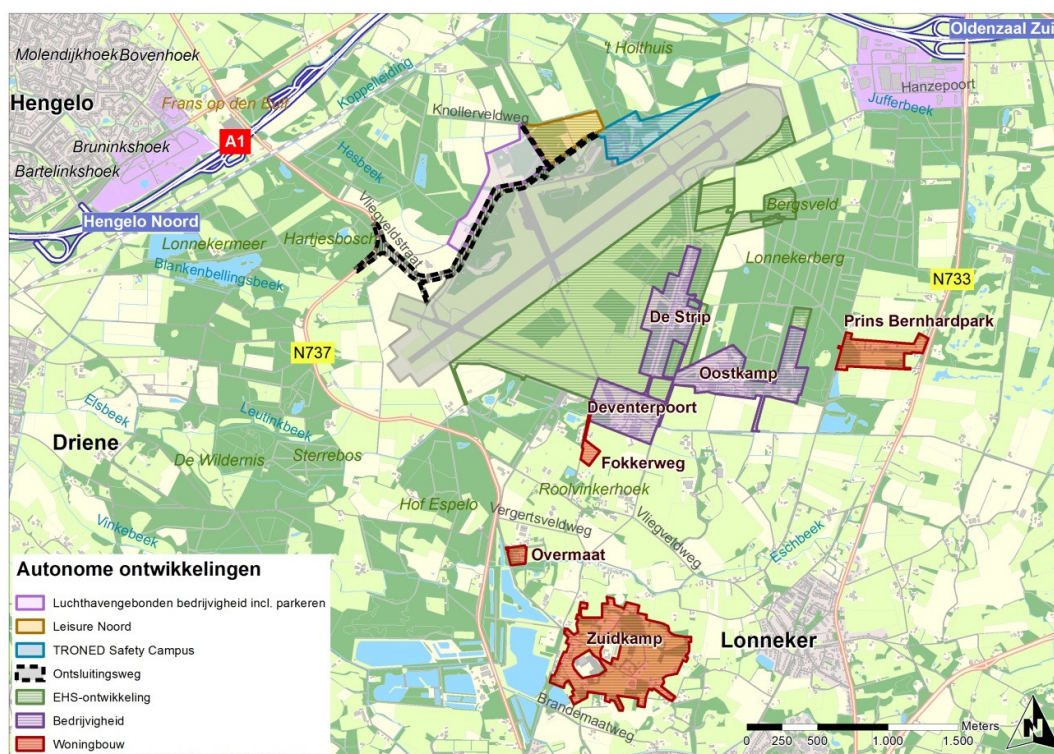 Oldenzaal Zui
Molendijkhoek
Bovenhoek
't Holthuis
Koppelleiding
Hanzepoort
Hengelo
Frans op den Bult
Knollerveldweg
Jufferbeek
A1
Bruninkshoek
Hesbeek
Bartelinkshoek
Bergsveld
Vliegveldstraat
Hengelo Noord
Hartjesbosch
Lonnekermeer
Lonnekerberg
Blankenbellingsbeek
N733
De Strip
Prins Bernhardpark
N737
Oostkamp
Elsbeek
Deventerpoort
Leutinkbeek
Driene
Sterrebos
De Wildernis
Fokkerweg
Roolvinkerhoek
Hof Espelo
Vergertsveldweg
Vliegveldweg
Vinkebeek
Eschbeek
Overmaat
Zuidkamp
Lonneker
Brandemaatweg
Autonome ontwikkelingen
Luchthavengebonden bedrijvigheid incl. parkeren
Leisure Noord
TRONED Safety Campus
Ontsluitingsweg
EHS-ontwikkeling
Bedrijvigheid
Woningbouw
Meters
0 250 500 1.000 1.500
N